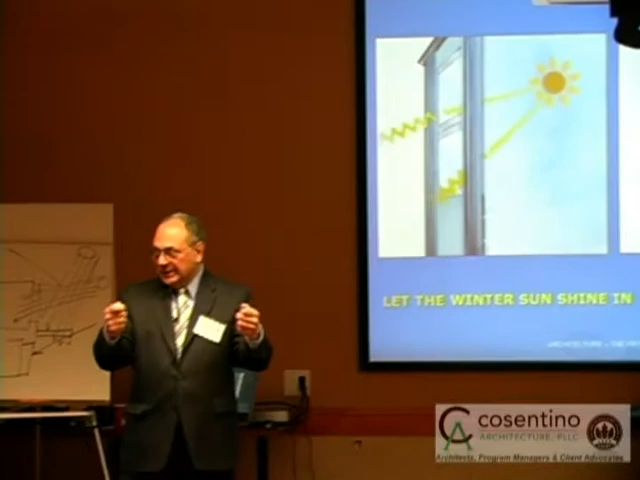 LET THE WINTER SUN SHINE IN
cosentino
ARCHITECTURE, PLLC
Architects, Program Managers & Client Advocates